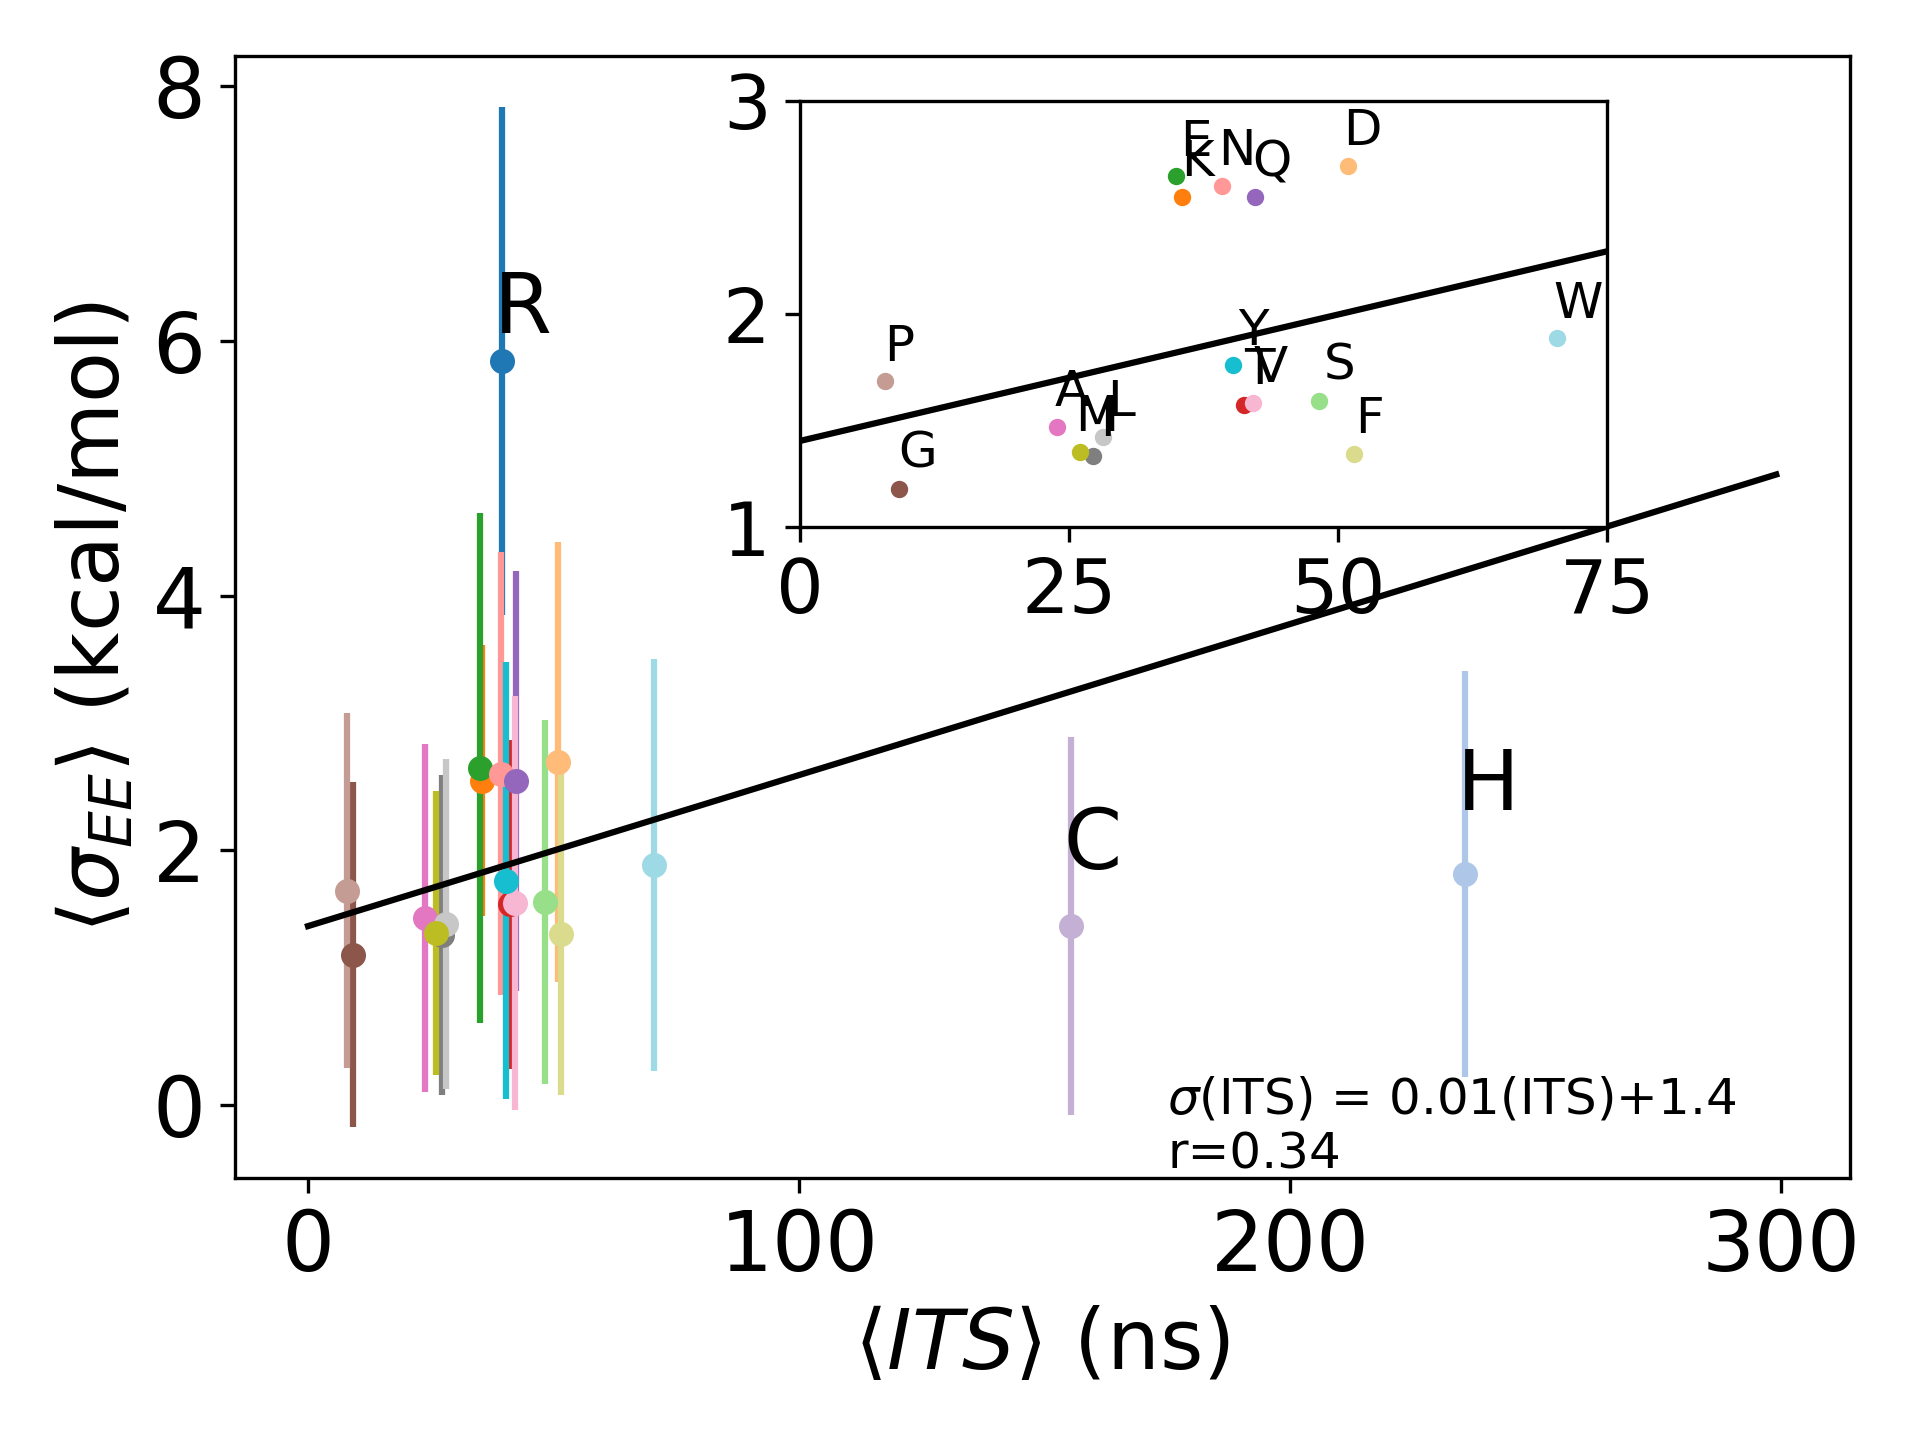 8
6
4
2
0
⟨σ_EE⟩ (kcal/mol)
R
C
H
3
2
1
E
K
N
Q
D
P
G
A
M
I
L
Y
T
V
S
F
W
0 25 50 75
σ(ITS) = 0.01(ITS)+1.4
r=0.34
0 100 200 300
⟨ITS⟩ (ns)